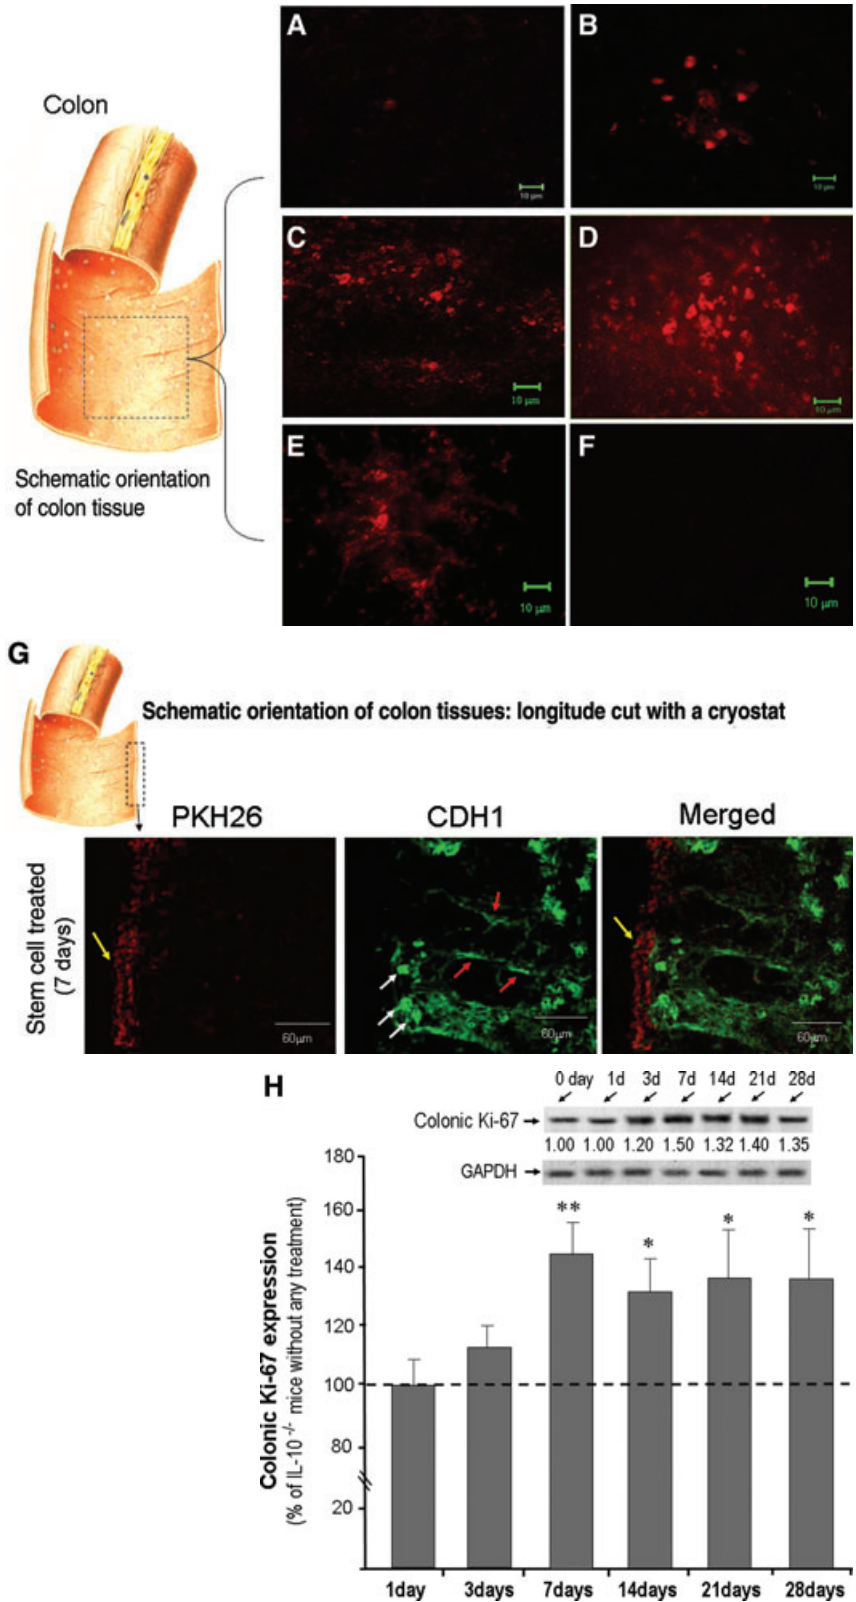 A
B
Colon
10 µm
10 µm
C
D
10 µm
10 µm
Schematic orientation
of colon tissue
E
F
10 µm
10 µm
G
Schematic orientation of colon tissues: longitude cut with a cryostat
PKH26
CDH1
Merged
Stem cell treated
(7 days)
60µm
60µm
60µm
H
0 day 1d 3d 7d 14d 21d 28d
Colonic Ki-67
1.00 1.00 1.20 1.50 1.32 1.40 1.35
GAPDH
Colonic Ki-67 expression
(% of IL-10 -/- mice without any treatment)
180
160
140
120
100
80
20
** * * *
1day 3days 7days 14days 21days 28days